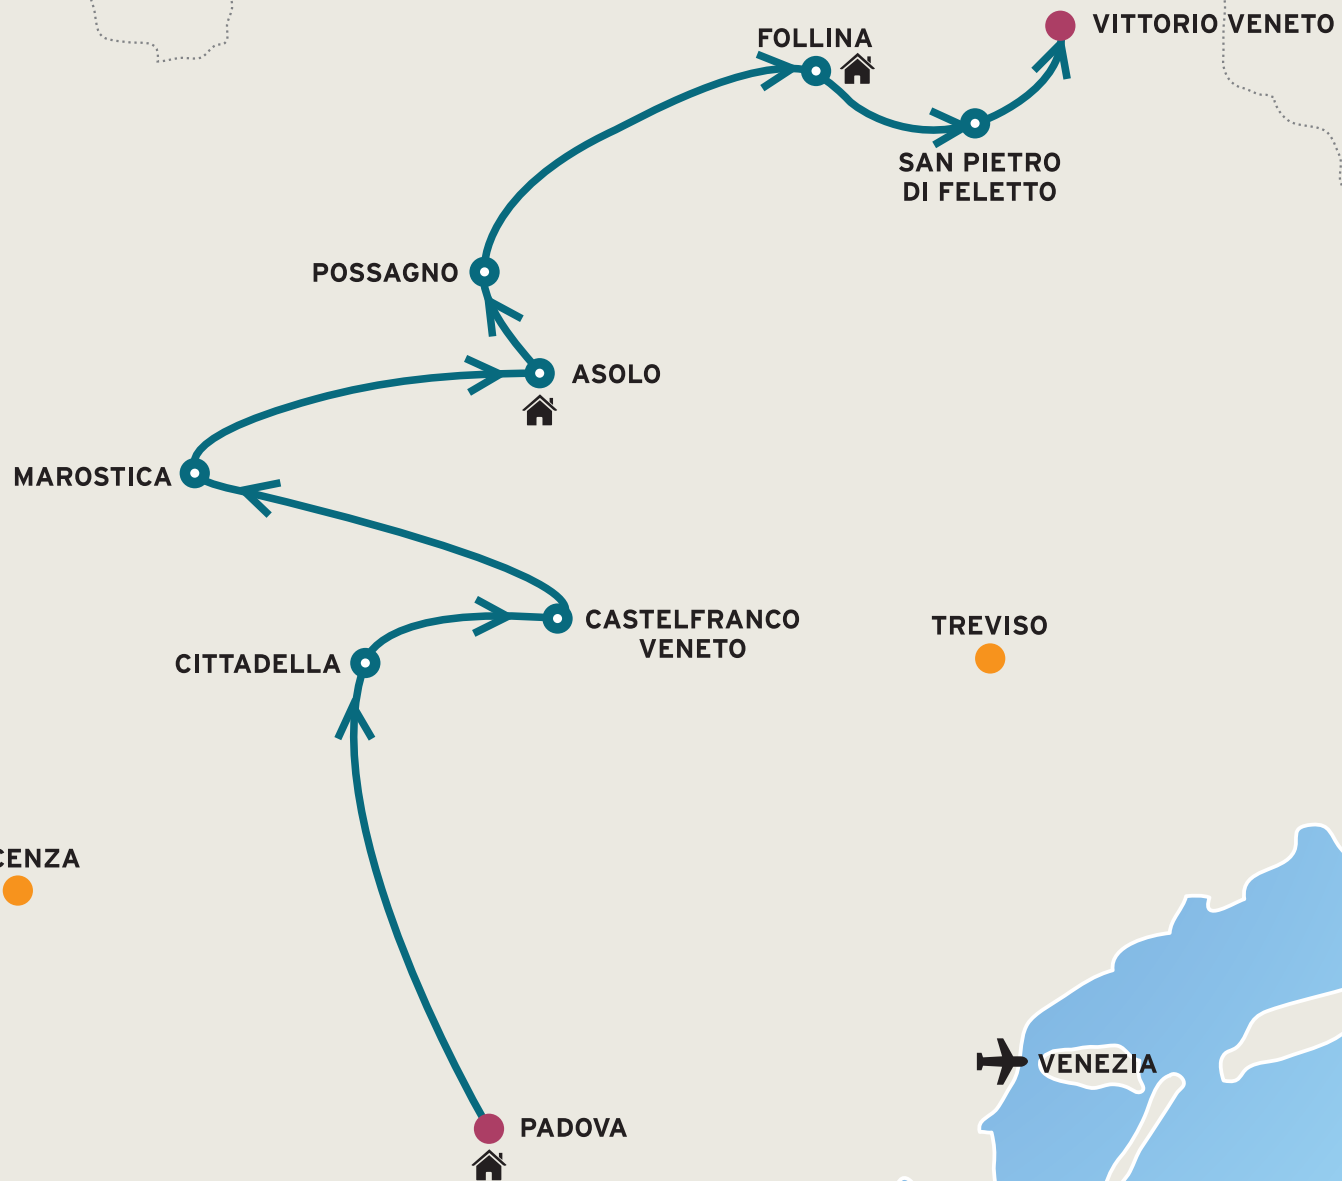 VITTORIO VENETO
FOLLINA
SAN PIETRO
DI FELETTO
POSSAGNO
ASOLO
MAROSTICA
CASTELFRANCO
VENETO
TREVISO
CITTADELLA
CENZA
VENEZIA
PADOVA